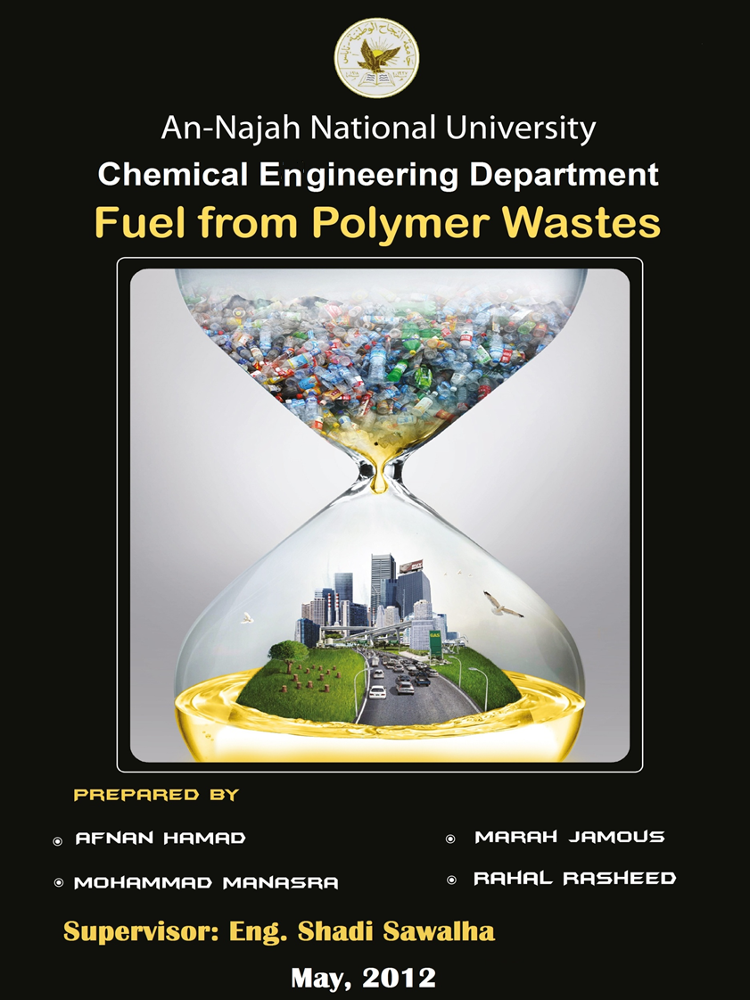 جامعة النجاح الوطنية - نابلس
An-Najah National University
Chemical Engineering Department
Fuel from Polymer Wastes
GAS
PREPARED BY
AFNAN HAMAD
MARAH JAMOUS
MOHAMMAD MANASRA
RAHAL RASHEED
Supervisor: Eng. Shadi Sawalha
May, 2012